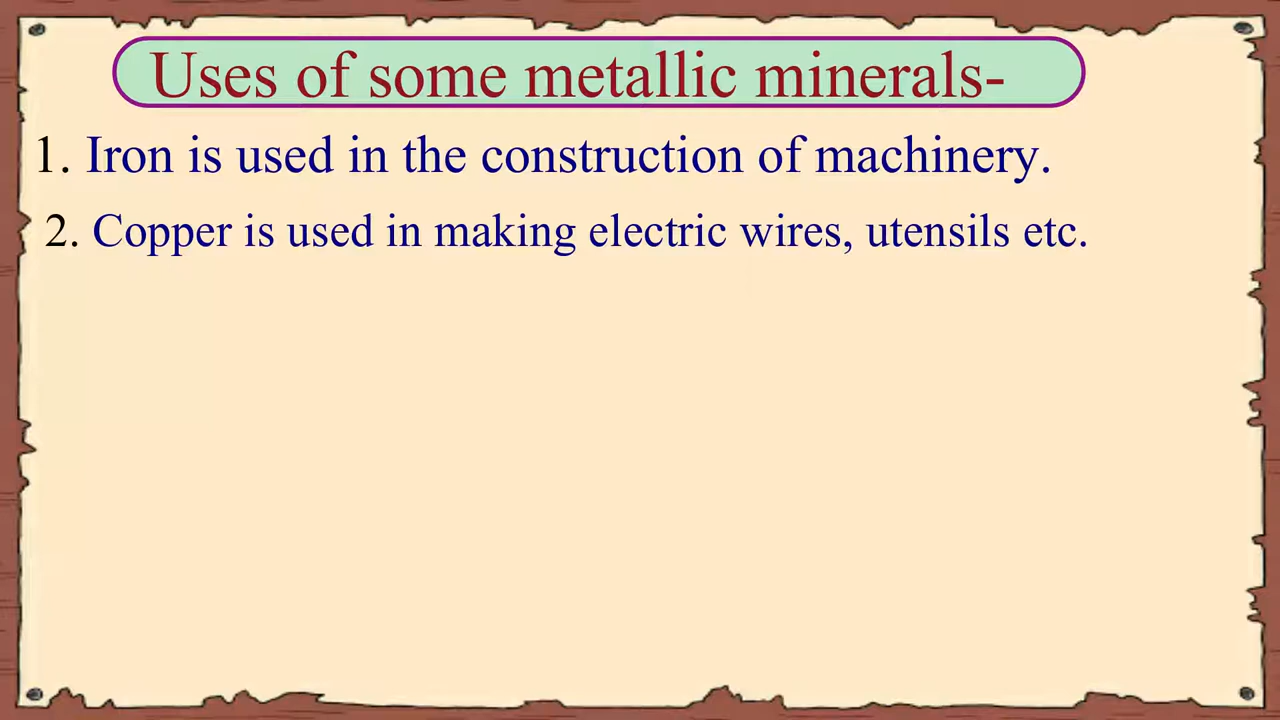 Uses of some metallic minerals-
1. Iron is used in the construction of machinery.
2. Copper is used in making electric wires, utensils etc.